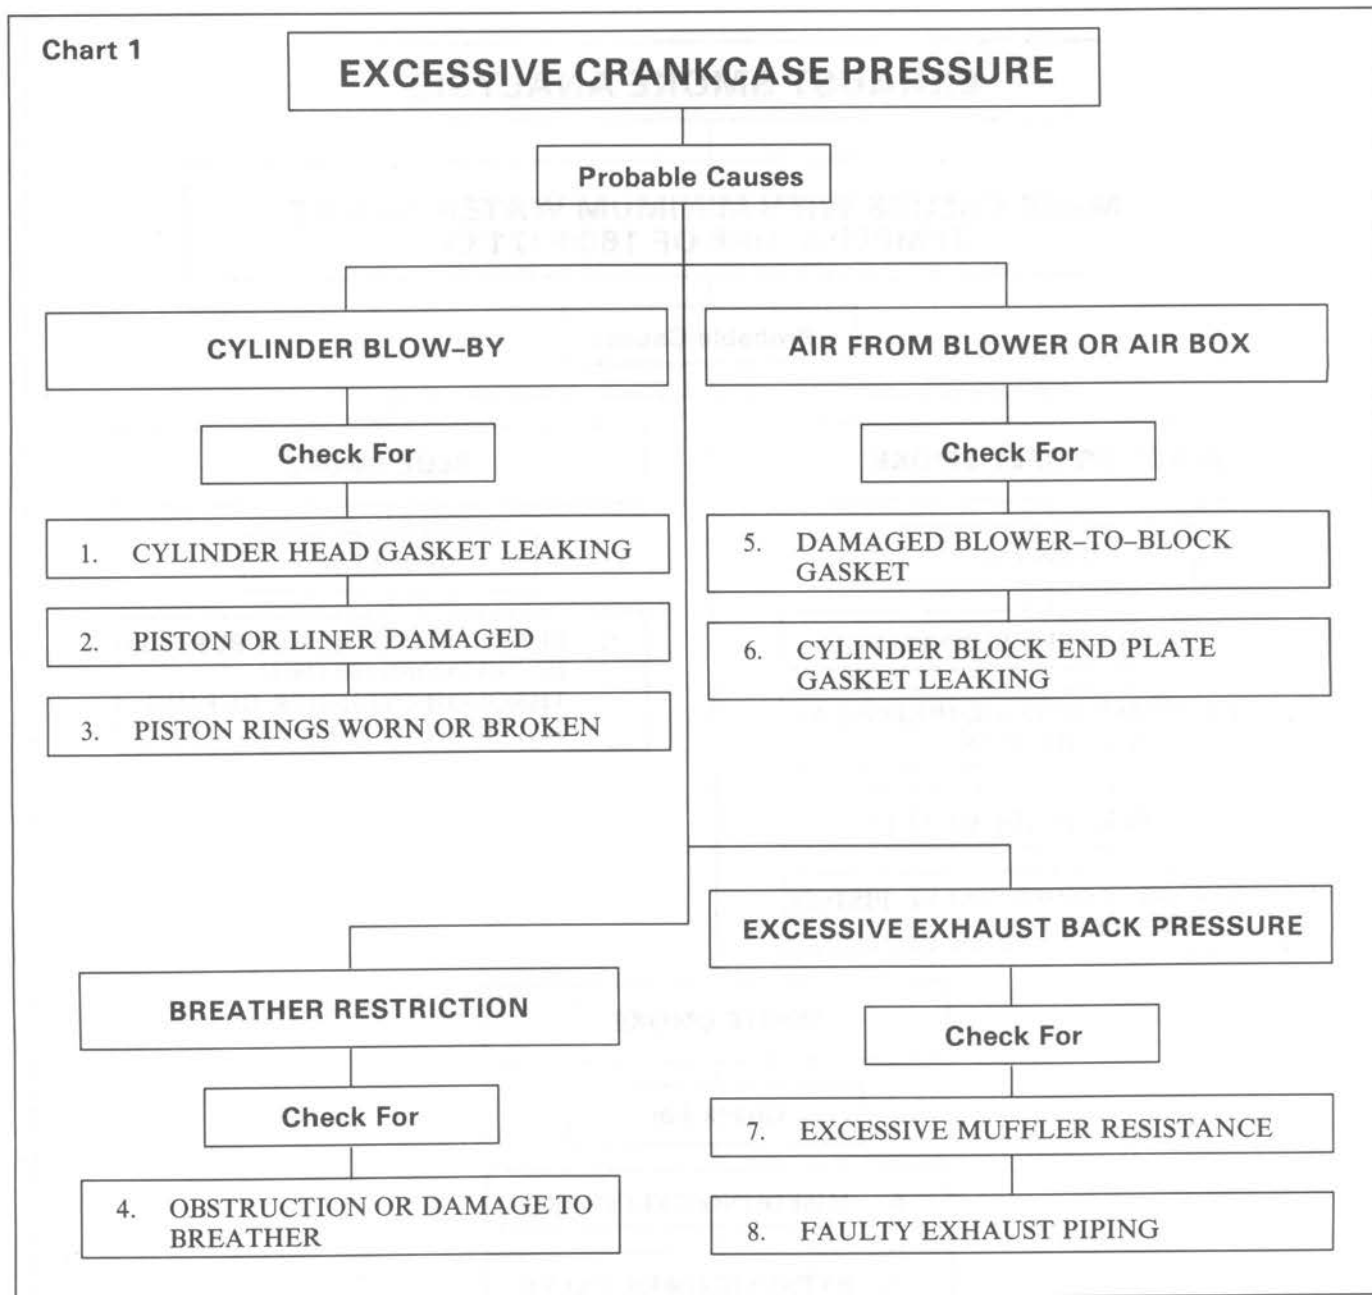 Chart 1
EXCESSIVE CRANKCASE PRESSURE
Probable Causes
CYLINDER BLOW–BY
Check For
1. CYLINDER HEAD GASKET LEAKING
2. PISTON OR LINER DAMAGED
3. PISTON RINGS WORN OR BROKEN
AIR FROM BLOWER OR AIR BOX
Check For
5. DAMAGED BLOWER–TO–BLOCK
GASKET
6. CYLINDER BLOCK END PLATE
GASKET LEAKING
BREATHER RESTRICTION
Check For
4. OBSTRUCTION OR DAMAGE TO
BREATHER
EXCESSIVE EXHAUST BACK PRESSURE
Check For
7. EXCESSIVE MUFFLER RESISTANCE
8. FAULTY EXHAUST PIPING